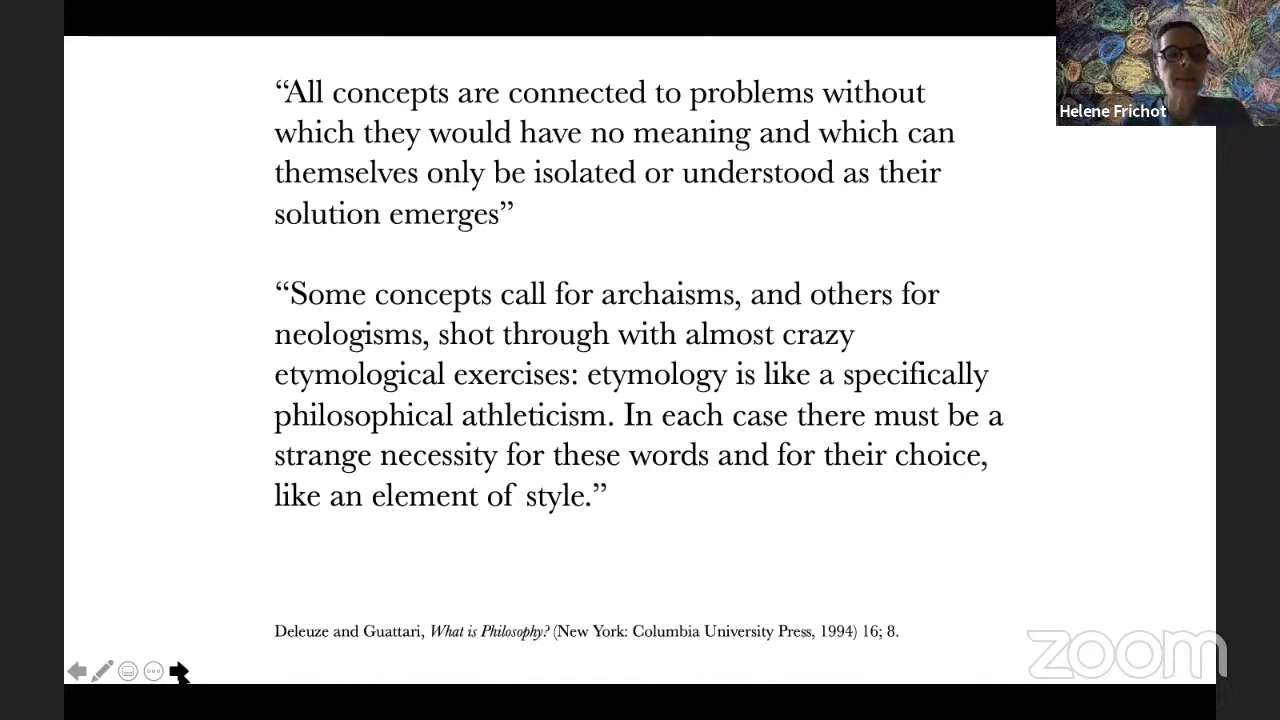 Helene Frichot
“All concepts are connected to problems without
which they would have no meaning and which can
themselves only be isolated or understood as their
solution emerges”
“Some concepts call for archaisms, and others for
neologisms, shot through with almost crazy
etymological exercises: etymology is like a specifically
philosophical athleticism. In each case there must be a
strange necessity for these words and for their choice,
like an element of style.”
Deleuze and Guattari, What is Philosophy? (New York: Columbia University Press, 1994) 16; 8.
zoom